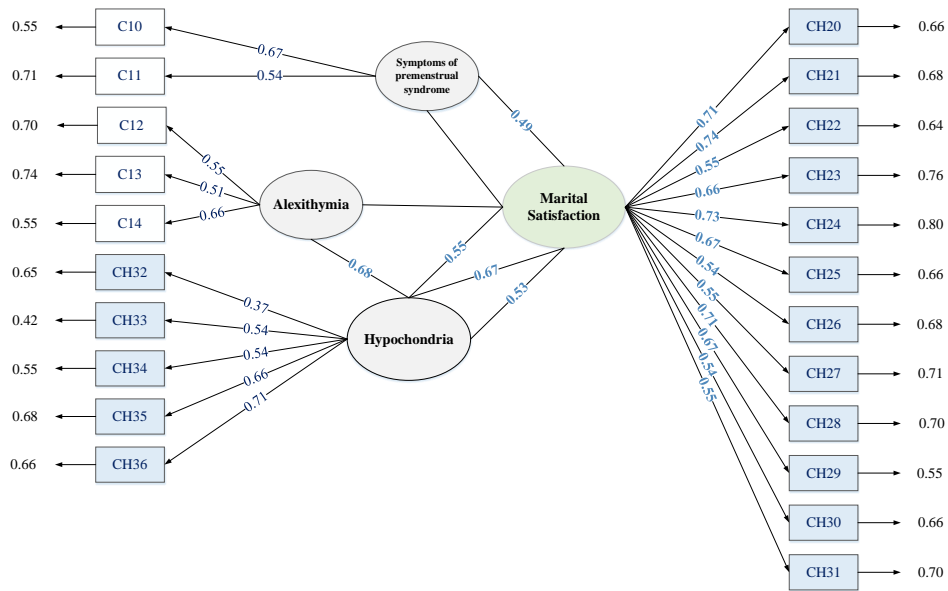 0.55
C10
0.71
C11
0.70
C12
0.74
C13
0.55
C14
0.65
CH32
0.42
CH33
0.55
CH34
0.68
CH35
0.66
CH36
0.67
0.54
0.55
0.51
0.66
0.37
0.54
0.54
0.66
0.71
Symptoms of
premenstrual
syndrome
Alexithymia
Hypochondria
0.49
0.68
0.55
0.67
0.53
Marital
Satisfaction
0.71
0.74
0.55
0.66
0.73
0.67
0.54
0.55
0.71
0.67
0.54
0.55
CH20
0.66
CH21
0.68
CH22
0.64
CH23
0.76
CH24
0.80
CH25
0.66
CH26
0.68
CH27
0.71
CH28
0.70
CH29
0.55
CH30
0.66
CH31
0.70